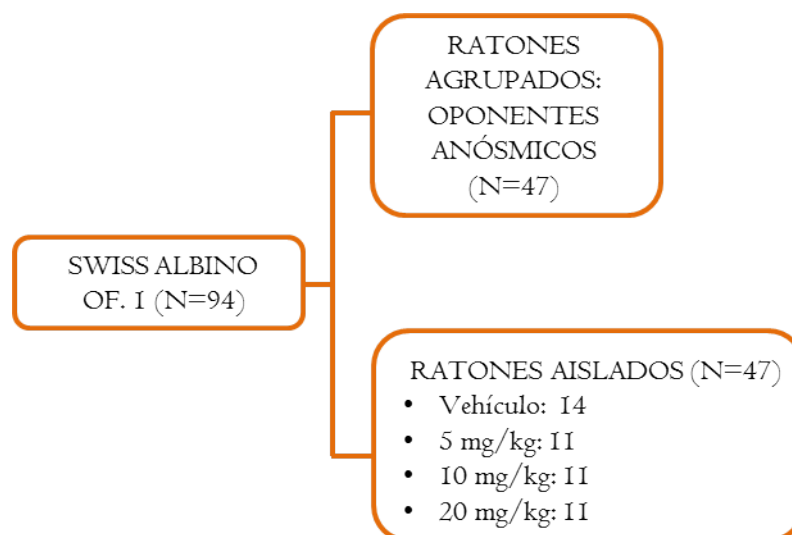 RATONES
AGRUPADOS:
OPONENTES
ANÓSMICOS
(N=47)
SWISS ALBINO
OF. 1 (N=94)
RATONES AISLADOS (N=47)
• Vehículo: 14
• 5 mg/kg: 11
• 10 mg/kg: 11
• 20 mg/kg: 11